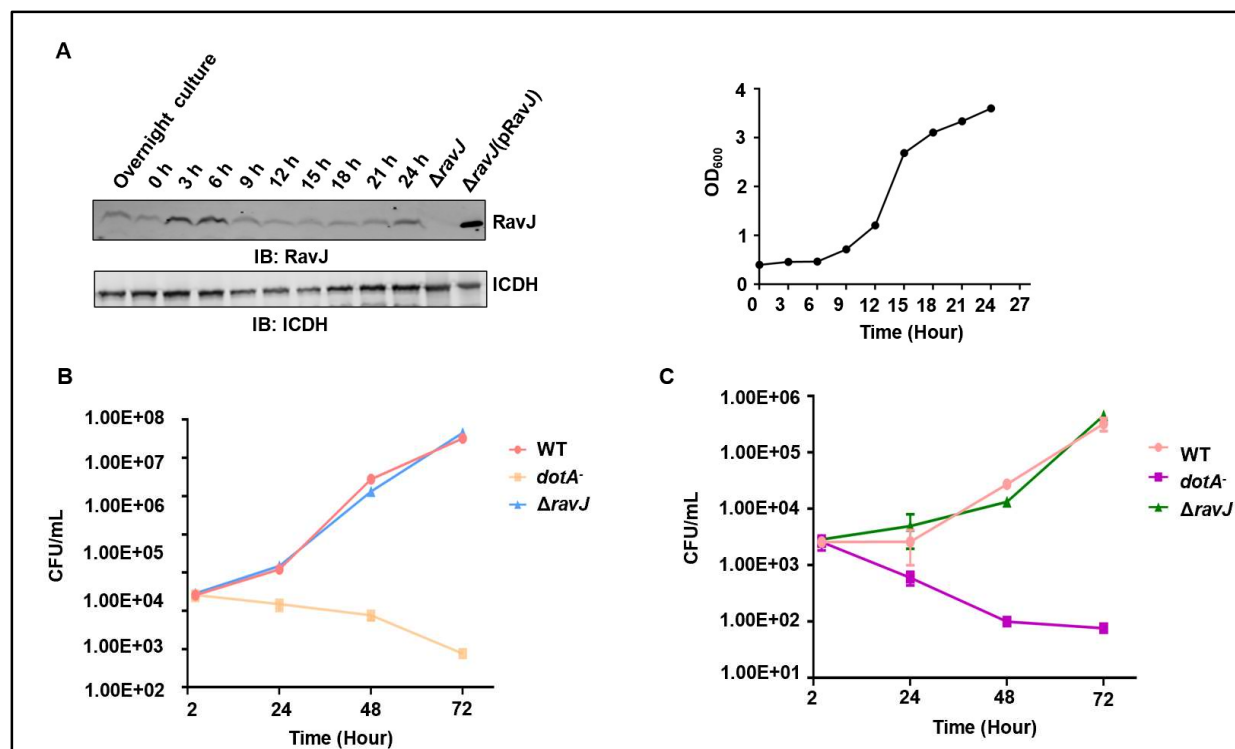 A
Overnight culture
0 h
3 h
6 h
9 h
12 h
15 h
18 h
21 h
24 h
ΔravJ
ΔravJ(pRavJ)
RavJ
IB: RavJ
ICDH
IB: ICDH
OD600
4
3
2
1
0
0 3 6 9 12 15 18 21 24 27
Time (Hour)
B
CFU/mL
1.00E+08
1.00E+07
1.00E+06
1.00E+05
1.00E+04
1.00E+03
1.00E+02
2 24 48 72
Time (Hour)
WT
dotA-
ΔravJ
C
CFU/mL
1.00E+06
1.00E+05
1.00E+04
1.00E+03
1.00E+02
1.00E+01
2 24 48 72
Time (Hour)
WT
dotA-
ΔravJ